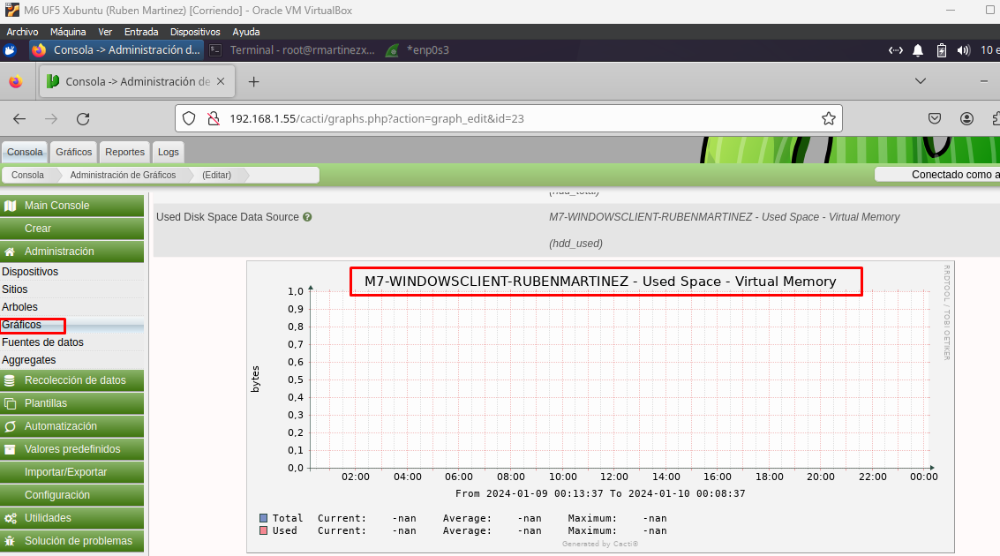 M6 UF5 Xubuntu (Ruben Martinez) [Corriendo] - Oracle VM VirtualBox
Archivo Máquina Ver Entrada Dispositivos Ayuda
Consola -> Administración d... Terminal - root@rmartinezx... *enp0s3 10 e
Consola -> Administración de
192.168.1.55/cacti/graphs.php?action=graph_edit&id=23
Consola Gráficos Reportes Logs
Consola Administración de Gráficos (Editar) Conectado como a
(hdd_total)
Main Console
Used Disk Space Data Source M7-WINDOWSCLIENT-RUBENMARTINEZ - Used Space - Virtual Memory
(hdd_used)
Crear
Administración
Dispositivos
Sitios
Arboles
Gráficos
Fuentes de datos
Aggregates
Recolección de datos
Plantillas
Automatización
Valores predefinidos
Importar/Exportar
Configuración
Utilidades
Solución de problemas
M7-WINDOWSCLIENT-RUBENMARTINEZ - Used Space - Virtual Memory
RRDTOOL / TOBI OETIKER
bytes
1,0
0,9
0,8
0,7
0,6
0,5
0,4
0,3
0,2
0,1
0,0
02:00 04:00 06:00 08:00 10:00 12:00 14:00 16:00 18:00 20:00 22:00 00:00
From 2024-01-09 00:13:37 To 2024-01-10 00:08:37
Total Current: -nan Average: -nan Maximum: -nan
Used Current: -nan Average: -nan Maximum: -nan
Generated by Cacti®